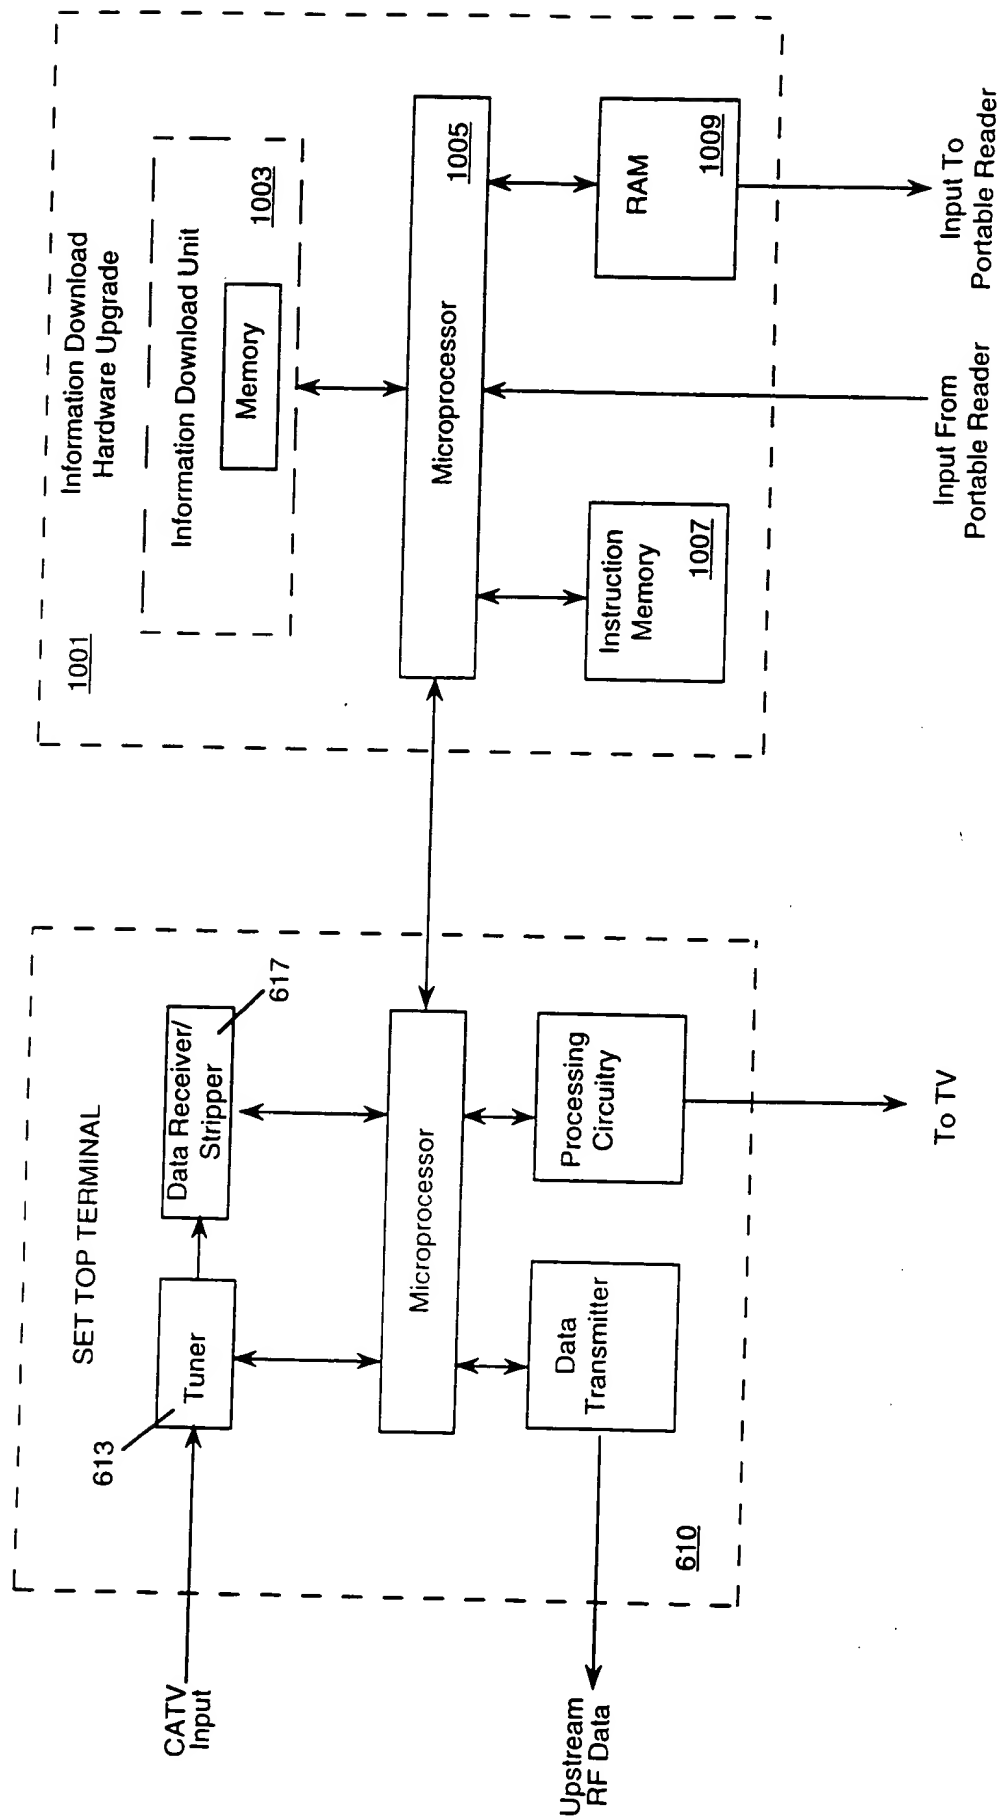 SET TOP TERMINAL
CATV
Input
613
Tuner
Data Receiver/
Stripper
617
Microprocessor
Data
Transmitter
Processing
Circuitry
610
Upstream
RF Data
To TV
1001
Information Download
Hardware Upgrade
Information Download Unit
1003
Memory
Microprocessor
1005
Instruction
Memory
1007
RAM
1009
Input From
Portable Reader
Input To
Portable Reader